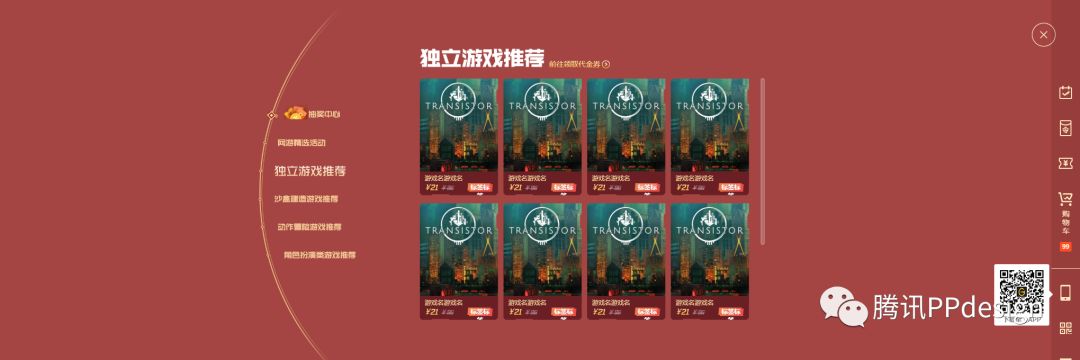 独立游戏推荐 前往领取代金券
抽奖中心
网游精选活动
独立游戏推荐
沙盒建造游戏推荐
动作冒险游戏推荐
角色扮演类游戏推荐
TRANSISTOR TRANSISTOR TRANSISTOR TRANSISTOR
游戏名游戏名 游戏名游戏名 游戏名游戏名 游戏名游戏名
¥21 标签标 ¥21 标签标 ¥21 标签标 ¥21 标签标
TRANSISTOR TRANSISTOR TRANSISTOR TRANSISTOR
游戏名游戏名 游戏名游戏名 游戏名游戏名 游戏名游戏名
¥21 标签标 ¥21 标签标 ¥21 标签标 ¥21 标签标
购物车
99
腾讯PPdesign
APP